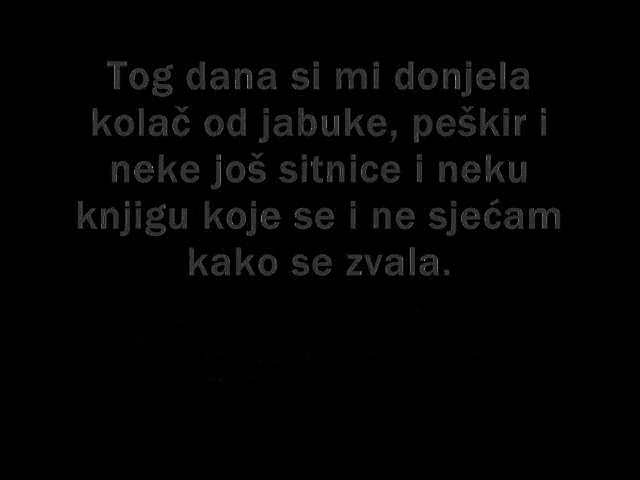 Tog dana si mi donjela
kolač od jabuke, peškir i
neke još sitnice i neku
knjigu koje se i ne sjećam
kako se zvala.